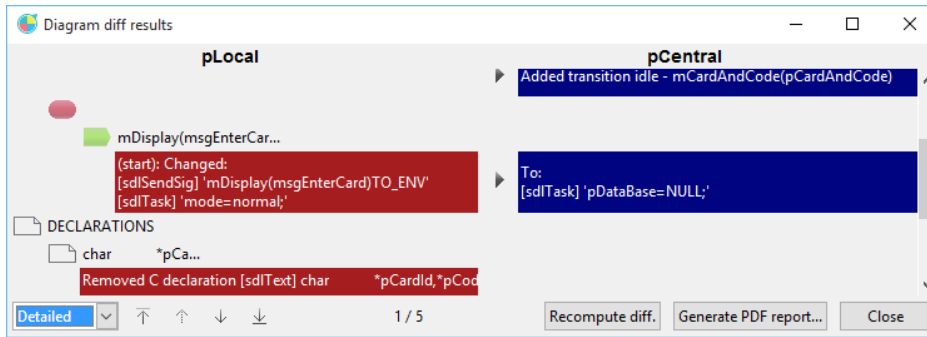 Diagram diff results
pLocal
pCentral
Added transition idle - mCardAndCode(pCardAndCode)
mDisplay(msgEnterCar...
(start): Changed:
[sdlSendSig] 'mDisplay(msgEnterCard)TO_ENV'
[sdlTask] 'mode=normal;'
To:
[sdlTask] 'pDataBase=NULL;'
DECLARATIONS
char *pCa...
Removed C declaration [sdlText] char *pCardId,*pCod
Detailed
1 / 5
Recompute diff.
Generate PDF report...
Close